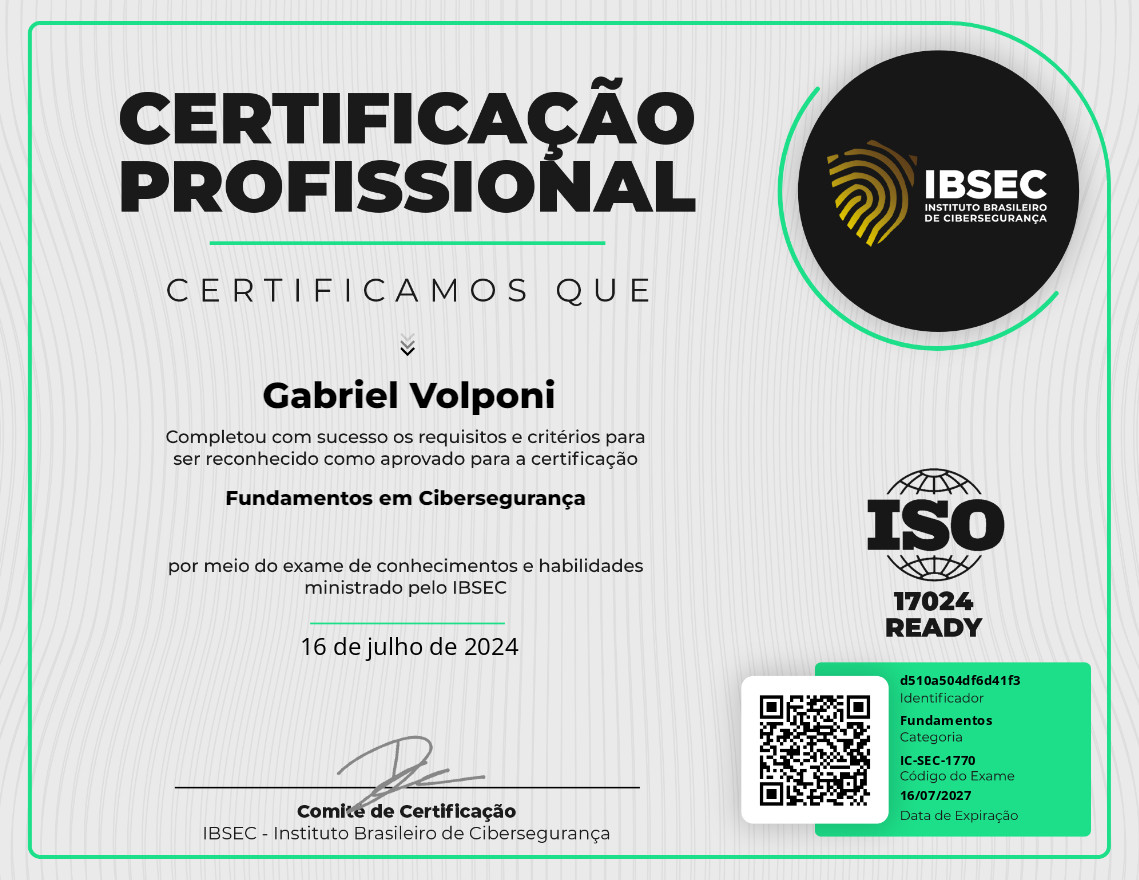 CERTIFICAÇÃO
PROFISSIONAL
CERTIFICAMOS QUE
Gabriel Volponi
Completou com sucesso os requisitos e critérios para
ser reconhecido como aprovado para a certificação
Fundamentos em Cibersegurança
por meio do exame de conhecimentos e habilidades
ministrado pelo IBSEC
16 de julho de 2024
Comitê de Certificação
IBSEC - Instituto Brasileiro de Cibersegurança
IBSEC
INSTITUTO BRASILEIRO
DE CIBERSEGURANÇA
ISO
17024
READY
d510a504df6d41f3
Identificador
Fundamentos
Categoria
IC-SEC-1770
Código do Exame
16/07/2027
Data de Expiração